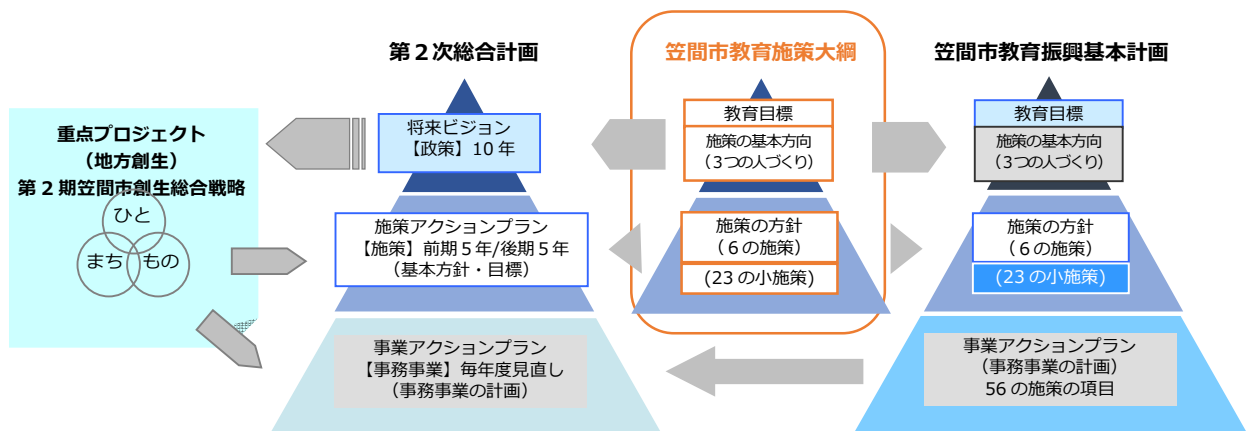 重点プロジェクト
（地方創生）
第２期笠間市創生総合戦略
ひと
まち
もの
第２次総合計画
将来ビジョン
【政策】10 年
施策アクションプラン
【施策】前期５年/後期５年
（基本方針・目標）
事業アクションプラン
【事務事業】毎年度見直し
（事務事業の計画）
笠間市教育施策大綱
教育目標
施策の基本方向
（３つの人づくり）
施策の方針
（６の施策）
(23 の小施策)
笠間市教育振興基本計画
教育目標
施策の基本方向
（３つの人づくり）
施策の方針
（６の施策）
(23 の小施策)
事業アクションプラン
（事務事業の計画）
56 の施策の項目